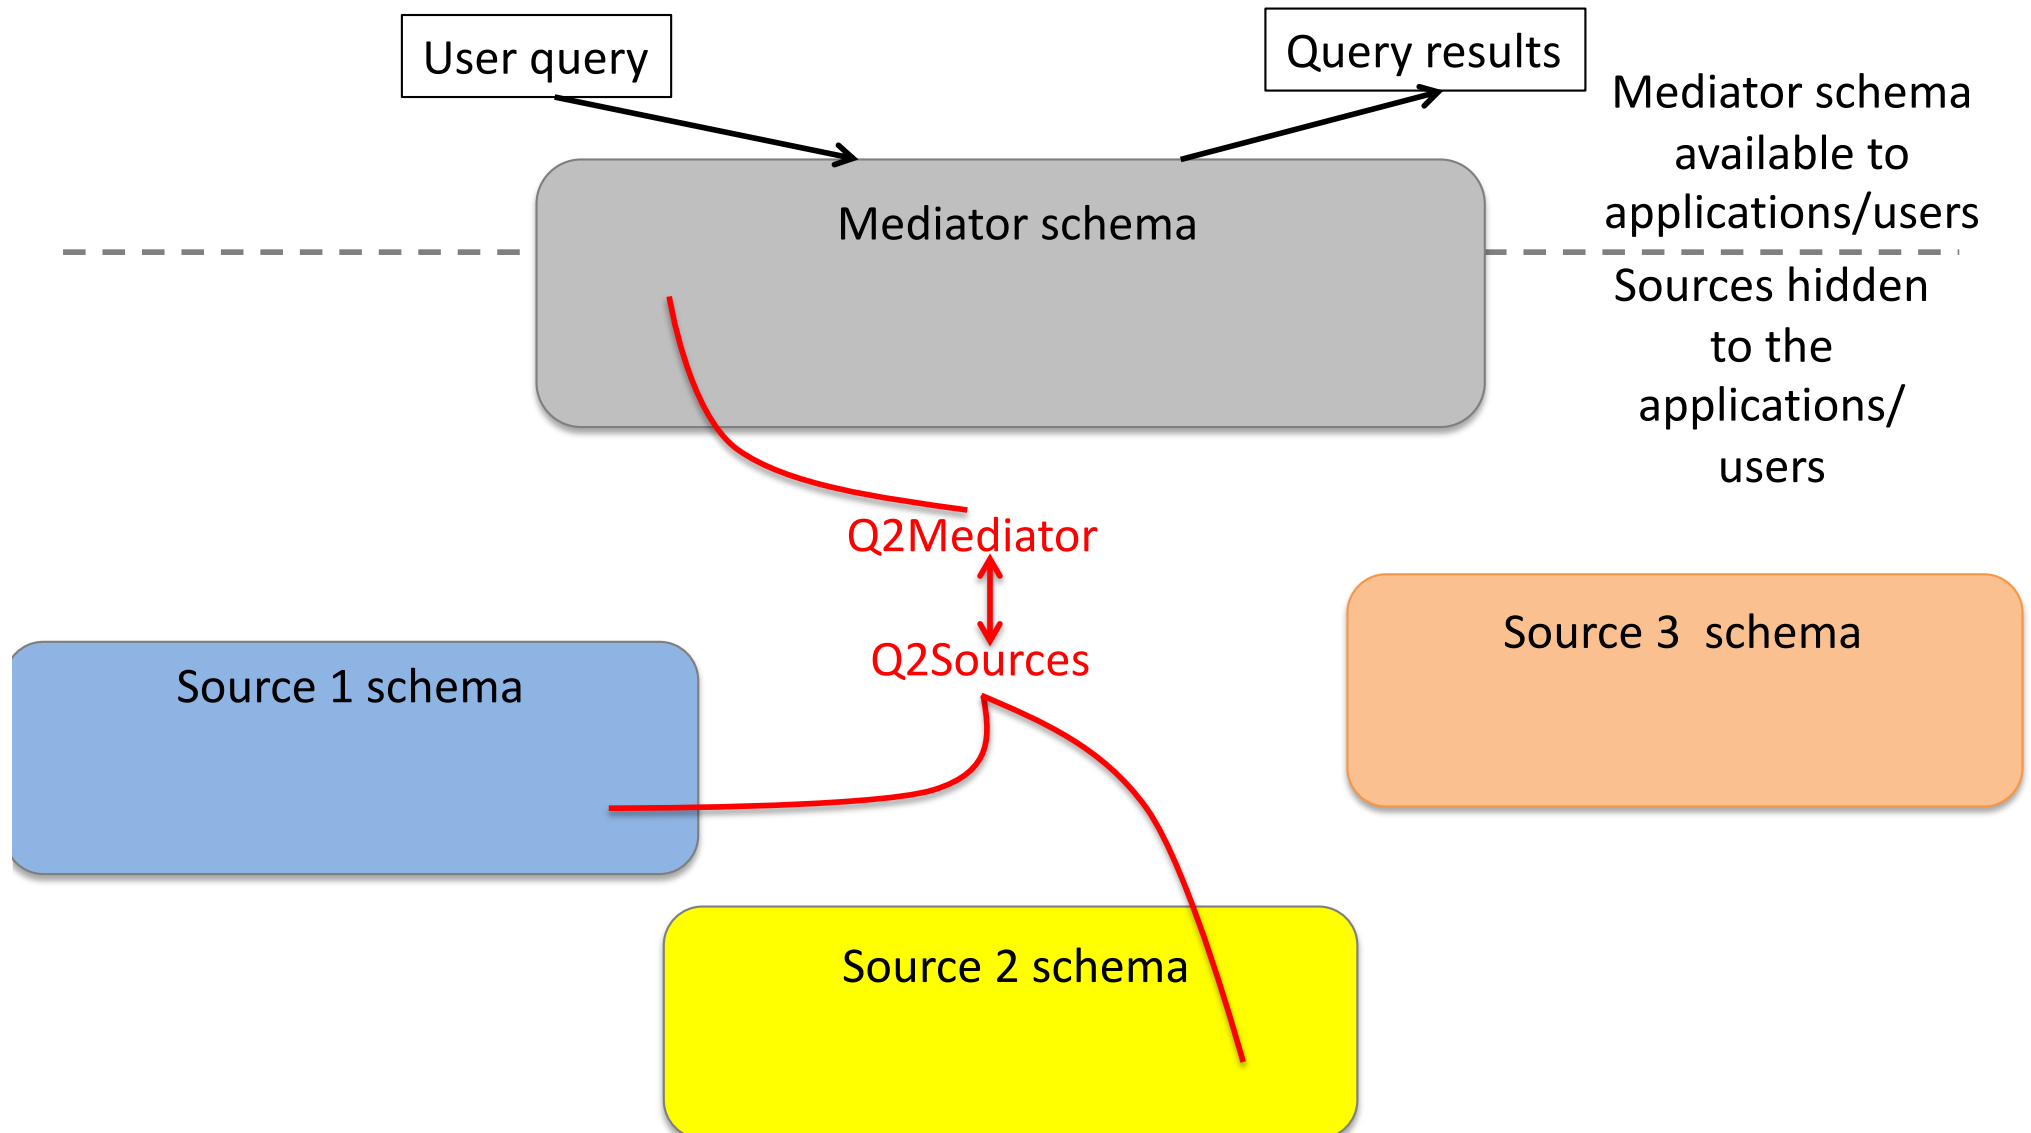 User query
Query results
Mediator schema
available to
applications/users
Mediator schema
Sources hidden
to the
applications/
users
Q2Mediator
Q2Sources
Source 3  schema
Source 1 schema
Source 2 schema